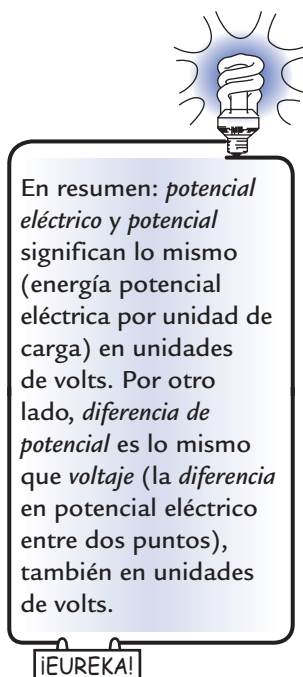 En resumen: potencial
eléctrico y potencial
significan lo mismo
(energía potencial
eléctrica por unidad de
carga) en unidades
de volts. Por otro
lado, diferencia de
potencial es lo mismo
que voltaje (la diferencia
en potencial eléctrico
entre dos puntos),
también en unidades
de volts.
¡EUREKA!